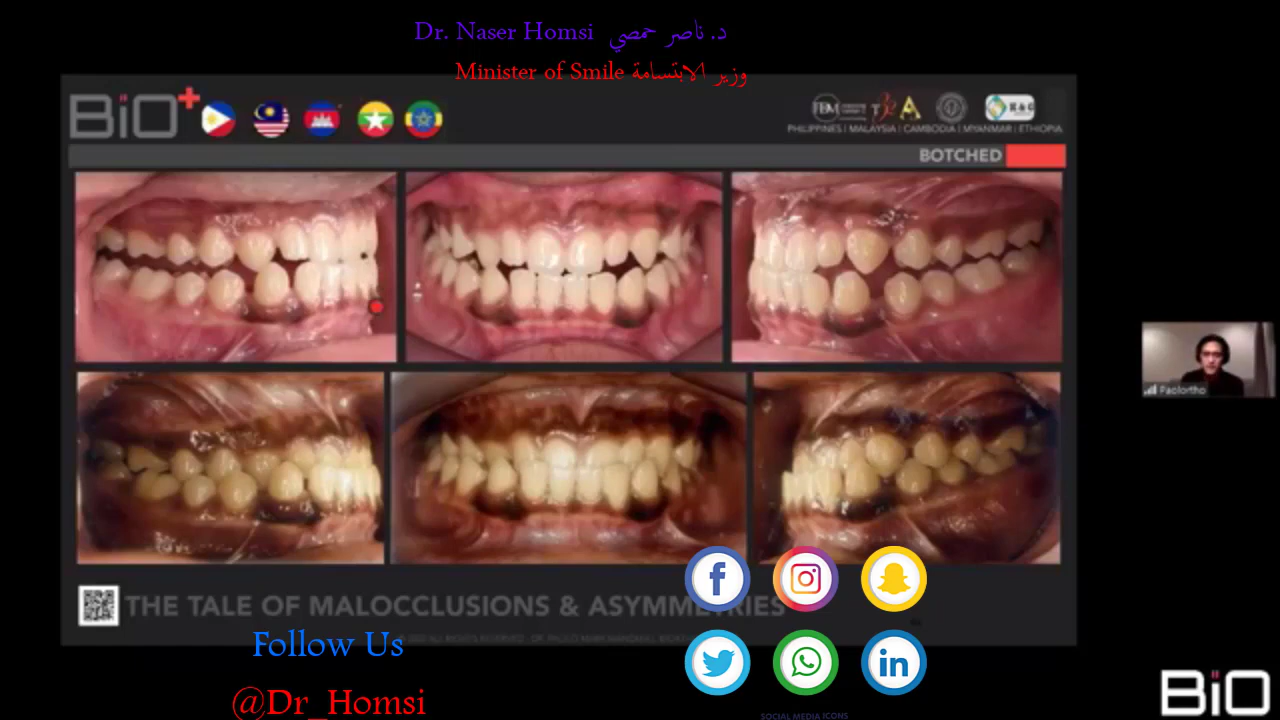 Dr. Naser Homsi د. ناصر حمصي
Minister of Smile وزير الابتسامة
BiO+
PHILIPPINES | MALAYSIA | CAMBODIA | MYANMAR | ETHIOPIA
BOTCHED
Paolortho
THE TALE OF MALOCCLUSIONS & ASYMMETRIES
Follow Us
@Dr_Homsi
SOCIAL MEDIA ICONS
BiO